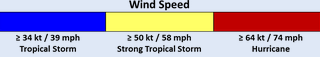 Wind Speed
≥ 34 kt / 39 mph ≥ 50 kt / 58 mph ≥ 64 kt / 74 mph
Tropical Storm Strong Tropical Storm Hurricane